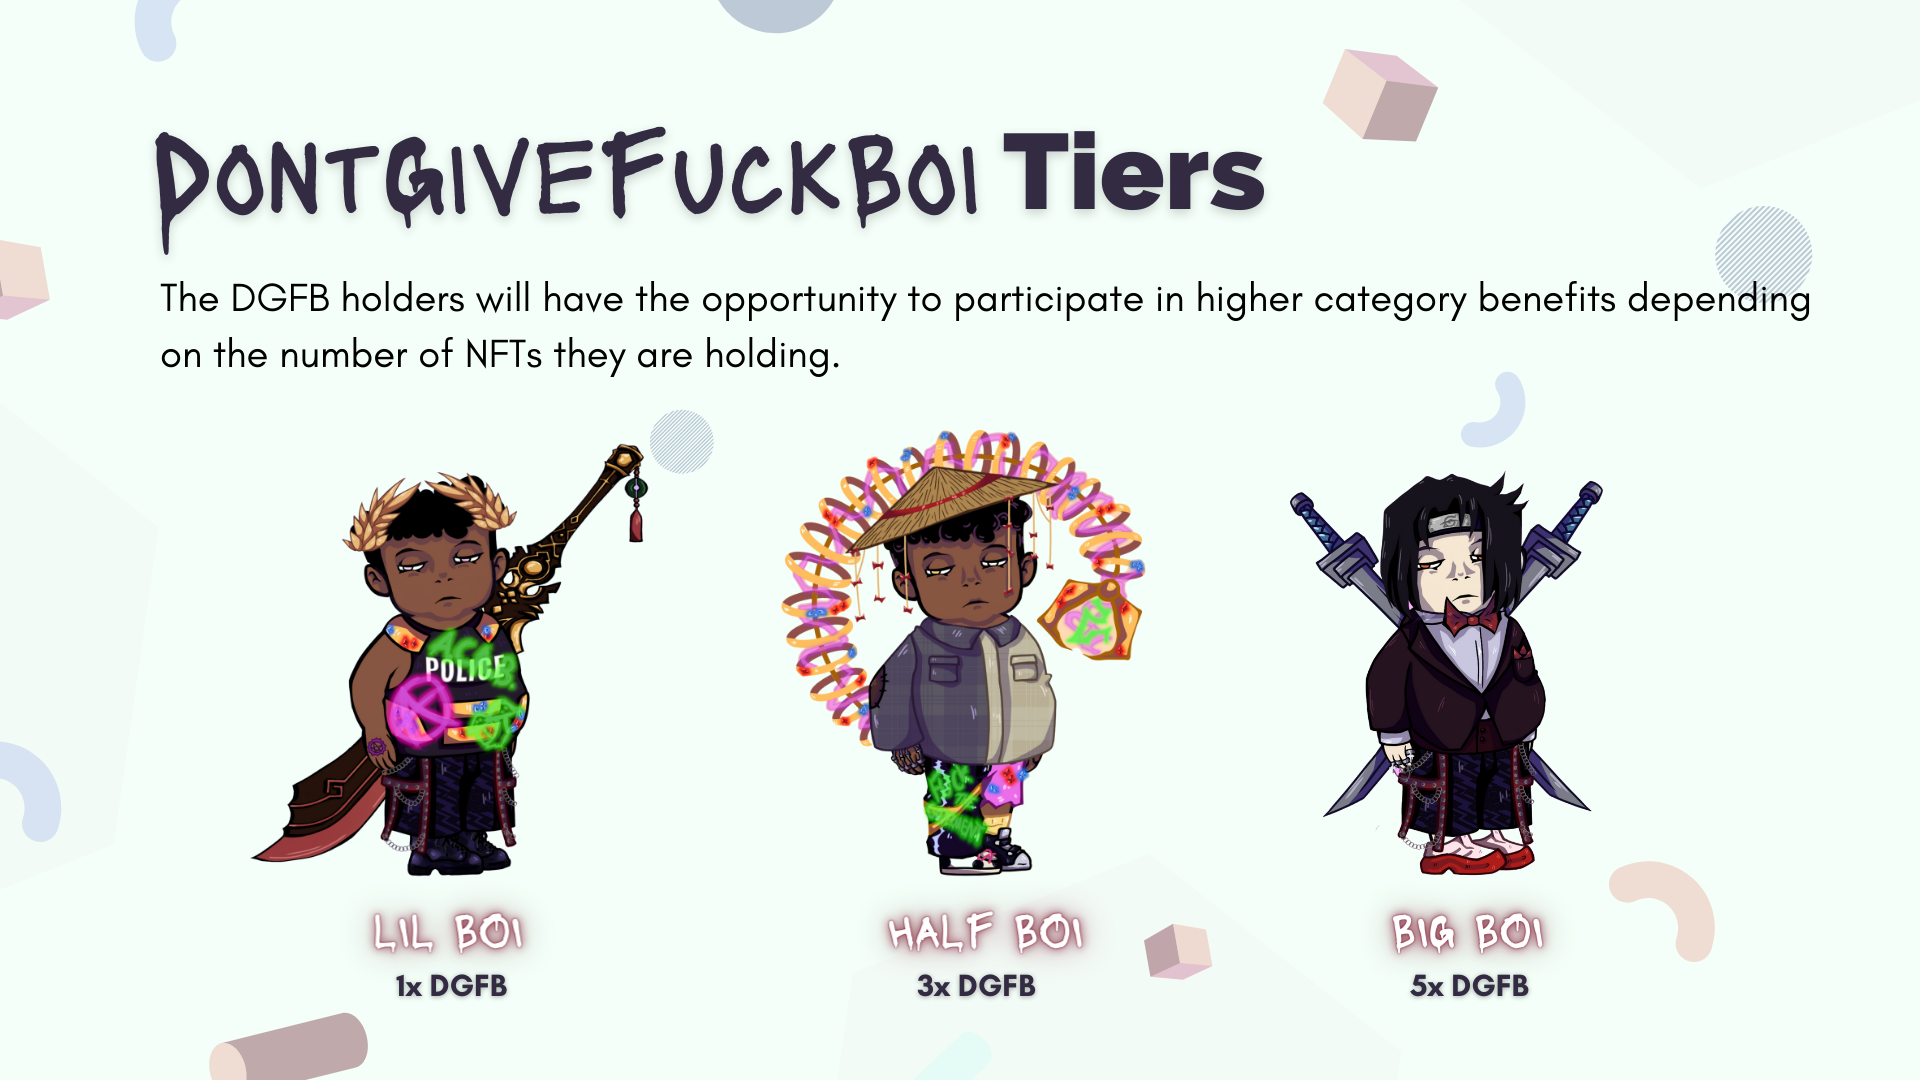 DONTGIVEFUCKBOI Tiers
The DGFB holders will have the opportunity to participate in higher category benefits depending
on the number of NFTs they are holding.
POLICE
LIL BOI
HALF BOI
BIG BOI
1x DGFB
3x DGFB
5x DGFB